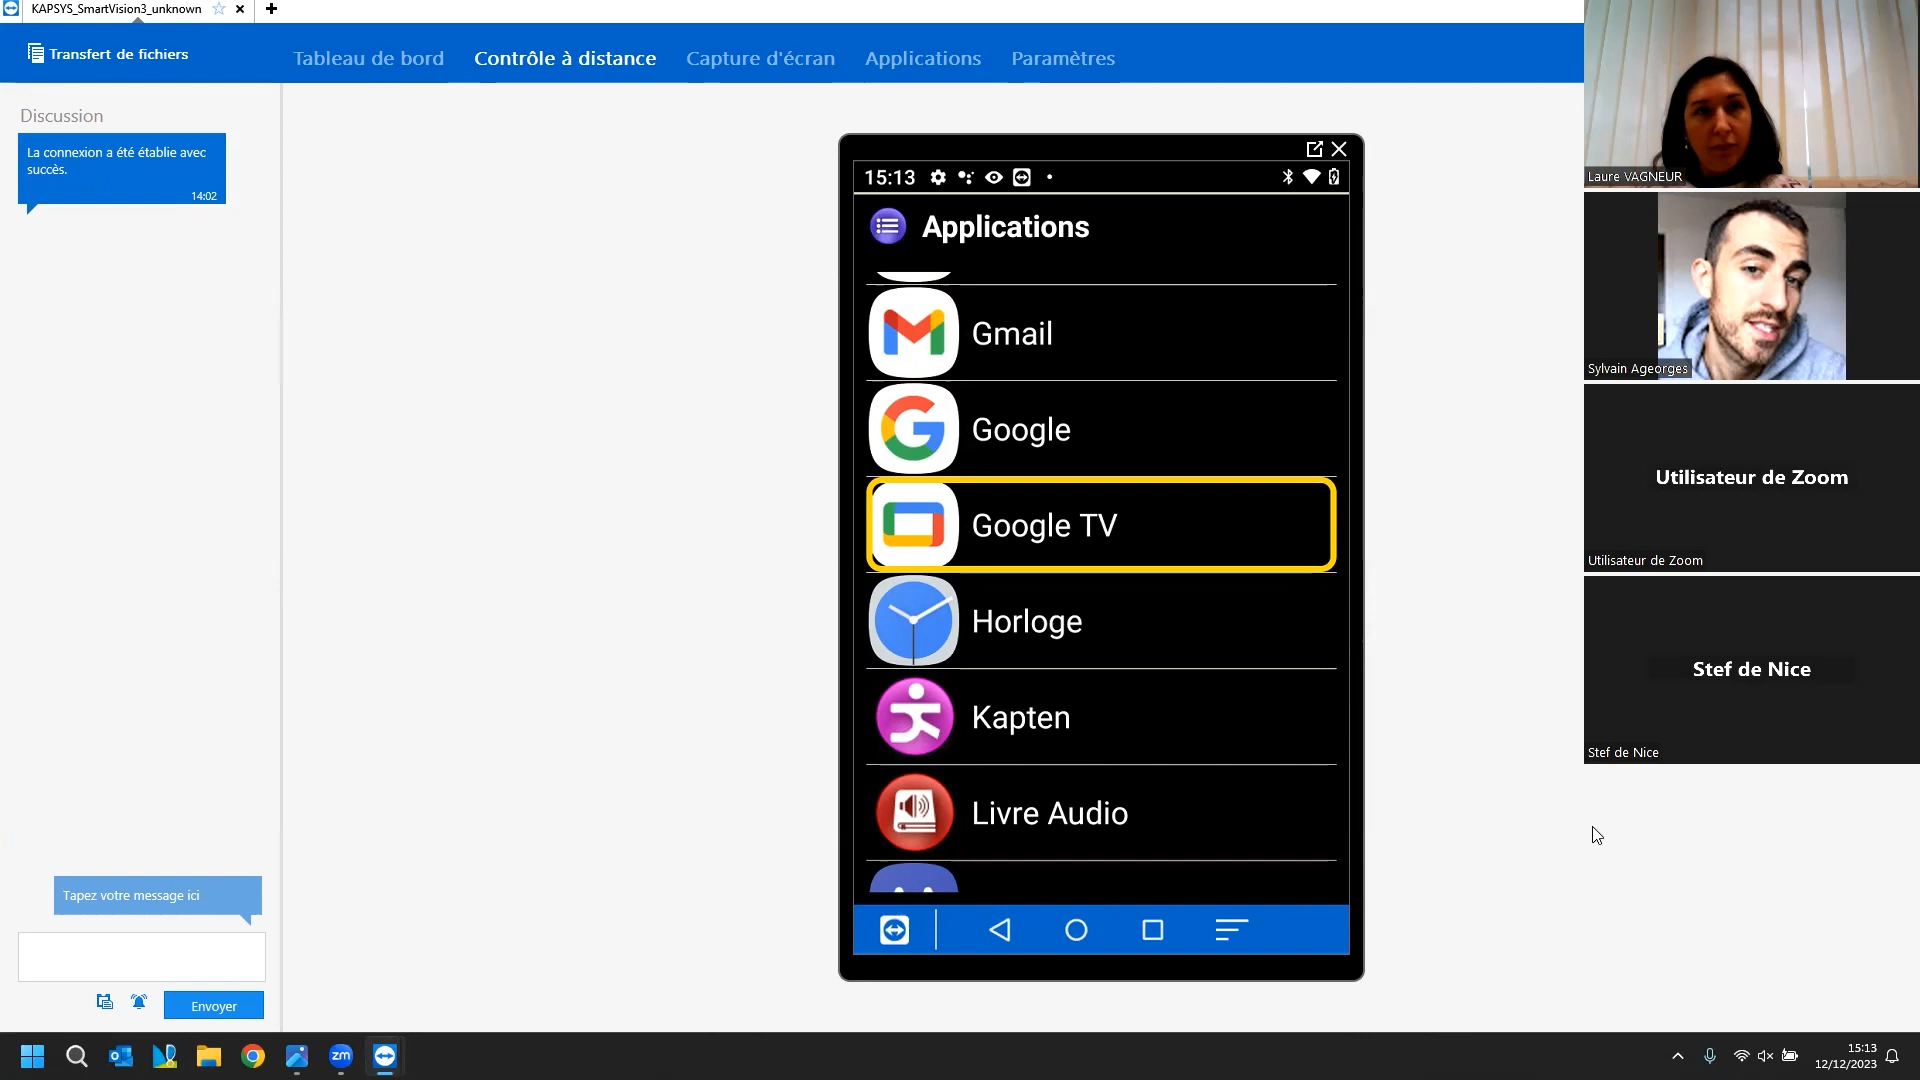 KAPSYS_SmartVision3_unknown
Transfert de fichiers
Tableau de bord
Contrôle à distance
Capture d'écran
Applications
Paramètres
Discussion
La connexion a été établie avec
succès.
14:02
15:13
Applications
Gmail
Google
Google TV
Horloge
Kapten
Livre Audio
Tapez votre message ici
Envoyer
Laure VAGNEUR
Sylvain Ageorges
Utilisateur de Zoom
Utilisateur de Zoom
Stef de Nice
Stef de Nice
zm
15:13
12/12/2023